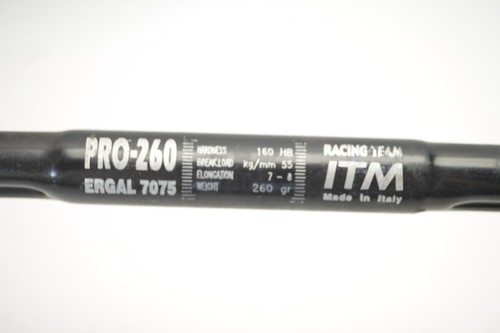 PRO-260
ERGAL 7075
HARDNESS 160 HB
BREAKLOAD kg/mm 55
ELONGATION 7 - 8
WEIGHT 260 gr
RACING TEAM
ITM
Made in Italy